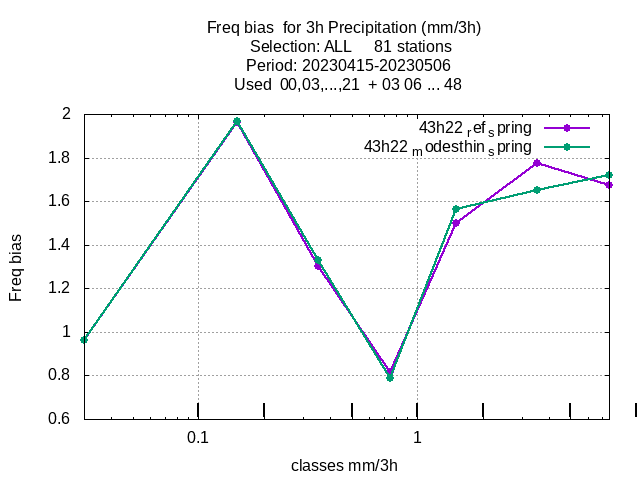 Freq bias  for 3h Precipitation (mm/3h)
Selection: ALL     81 stations
Period: 20230415-20230506
Used  00,03,...,21  + 03 06 ... 48
43h22 ref spring
43h22 modesthin spring
2
1.8
1.6
1.4
1.2
1
0.8
0.6
Freq bias
0.1
1
classes mm/3h